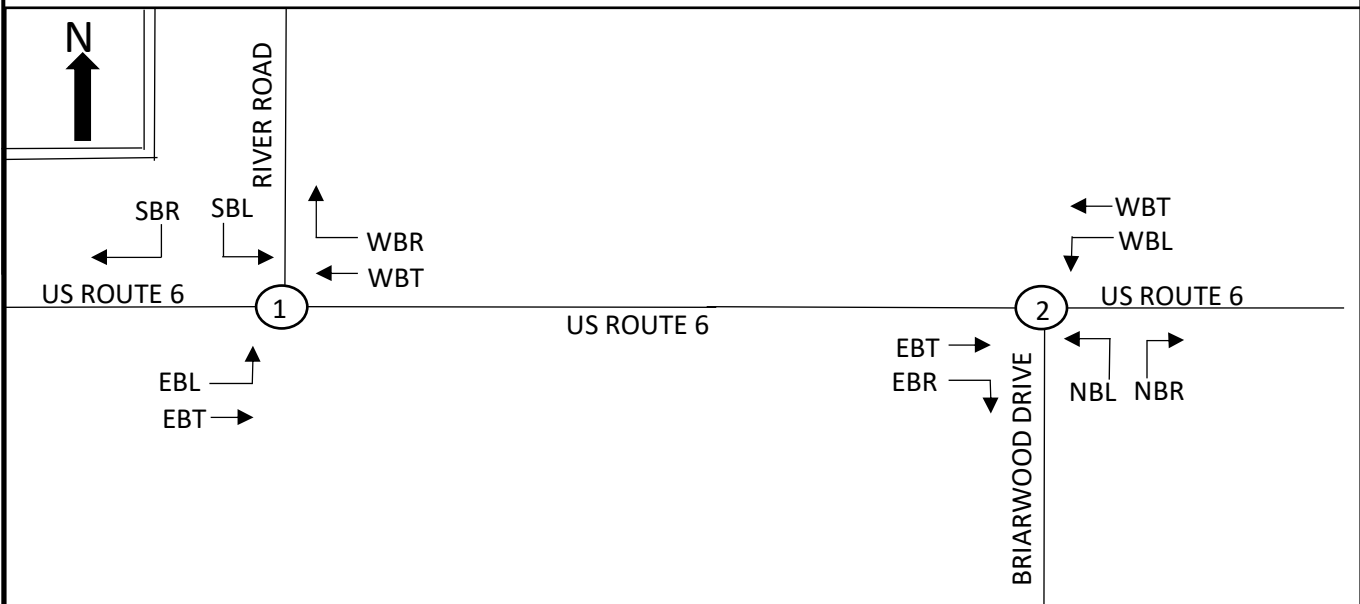 N
RIVER ROAD
SBR
SBL
WBR
WBT
US ROUTE 6
1
EBL
EBT
US ROUTE 6
WBT
WBL
2
US ROUTE 6
EBT
EBR
NBL
NBR
BRIARWOOD DRIVE